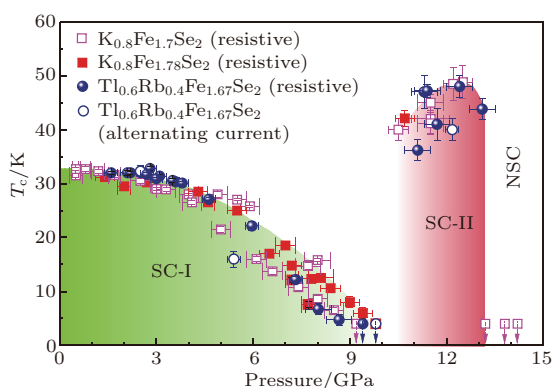 60
50
40
30
20
10
0
Tc/K
K0.8Fe1.7Se2 (resistive)
K0.8Fe1.78Se2 (resistive)
Tl0.6Rb0.4Fe1.67Se2 (resistive)
Tl0.6Rb0.4Fe1.67Se2
(alternating current)
SC-I
SC-II
NSC
0 3 6 9 12 15
Pressure/GPa